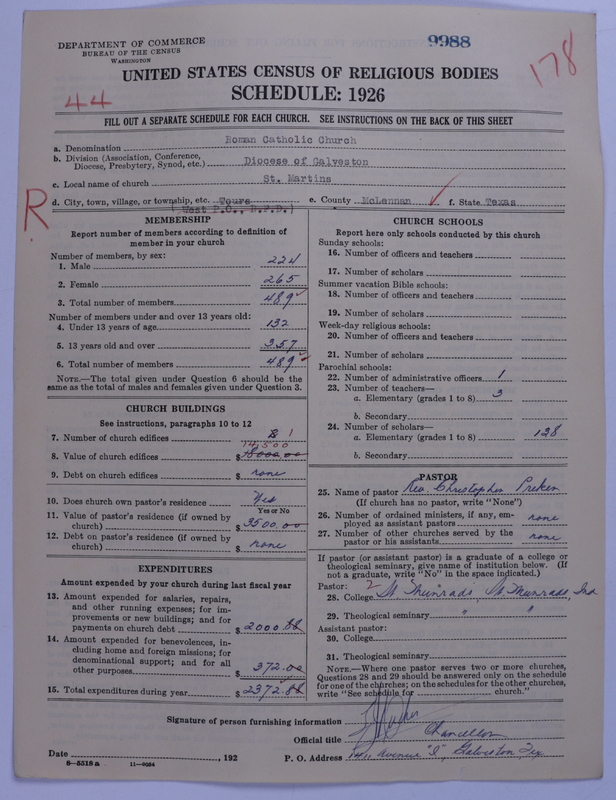 DEPARTMENT OF COMMERCE
BUREAU OF THE CENSUS
WASHINGTON
9988
178
44
UNITED STATES CENSUS OF RELIGIOUS BODIES
SCHEDULE: 1926
FILL OUT A SEPARATE SCHEDULE FOR EACH CHURCH. SEE INSTRUCTIONS ON THE BACK OF THIS SHEET
a. Denomination Roman Catholic Church
b. Division (Association, Conference, Diocese, Presbytery, Synod, etc.) Diocese of Galveston
c. Local name of church St. Martins
d. City, town, village, or township, etc. Tours e. County McLennan f. State Texas
( West P.O., R.F.D.)
R
MEMBERSHIP
Report number of members according to definition of
member in your church
Number of members, by sex:
1. Male 224
2. Female 265
3. Total number of members 489
Number of members under and over 13 years old:
4. Under 13 years of age 132
5. 13 years old and over 357
6. Total number of members 489
NOTE.—The total given under Question 6 should be the
same as the total of males and females given under Question 3.
CHURCH BUILDINGS
See instructions, paragraphs 10 to 12
7. Number of church edifices 1
14,500
8. Value of church edifices $ 18000.00
9. Debt on church edifices $ none
10. Does church own pastor's residence Yes
Yes or No
11. Value of pastor's residence (if owned by
church) $ 3500.00
12. Debt on pastor's residence (if owned by
church) $ none
EXPENDITURES
Amount expended by your church during last fiscal year
13. Amount expended for salaries, repairs,
and other running expenses; for im-
provements or new buildings; and for
payments on church debt $ 2000.88
14. Amount expended for benevolences, in-
cluding home and foreign missions; for
denominational support; and for all
other purposes $ 372.00
15. Total expenditures during year $ 2372.88
CHURCH SCHOOLS
Report here only schools conducted by this church
Sunday schools:
16. Number of officers and teachers
17. Number of scholars
Summer vacation Bible schools:
18. Number of officers and teachers
19. Number of scholars
Week-day religious schools:
20. Number of officers and teachers
21. Number of scholars
Parochial schools:
22. Number of administrative officers 1
23. Number of teachers—
a. Elementary (grades 1 to 8) 3
b. Secondary
24. Number of scholars—
a. Elementary (grades 1 to 8) 128
b. Secondary
PASTOR
25. Name of pastor Rev. Christopher Preken
(If church has no pastor, write "None")
26. Number of ordained ministers, if any, em-
ployed as assistant pastors none
27. Number of other churches served by the
pastor or his assistants none
If pastor (or assistant pastor) is a graduate of a college or
theological seminary, give name of institution below. (If
not a graduate, write "No" in the space indicated.)
Pastor: 2
28. College St. Meinrads, St. Meinrads, Ind
29. Theological seminary " "
Assistant pastor:
30. College
31. Theological seminary
NOTE.—Where one pastor serves two or more churches,
Questions 28 and 29 should be answered only on the schedule
for one of the churches; on the schedules for the other churches,
write "See schedule for church."
Signature of person furnishing information
Official title Chancellor
Date , 192 P. O. Address 1411 Avenue "I", Galveston, Tex
8—5518a 11—9564